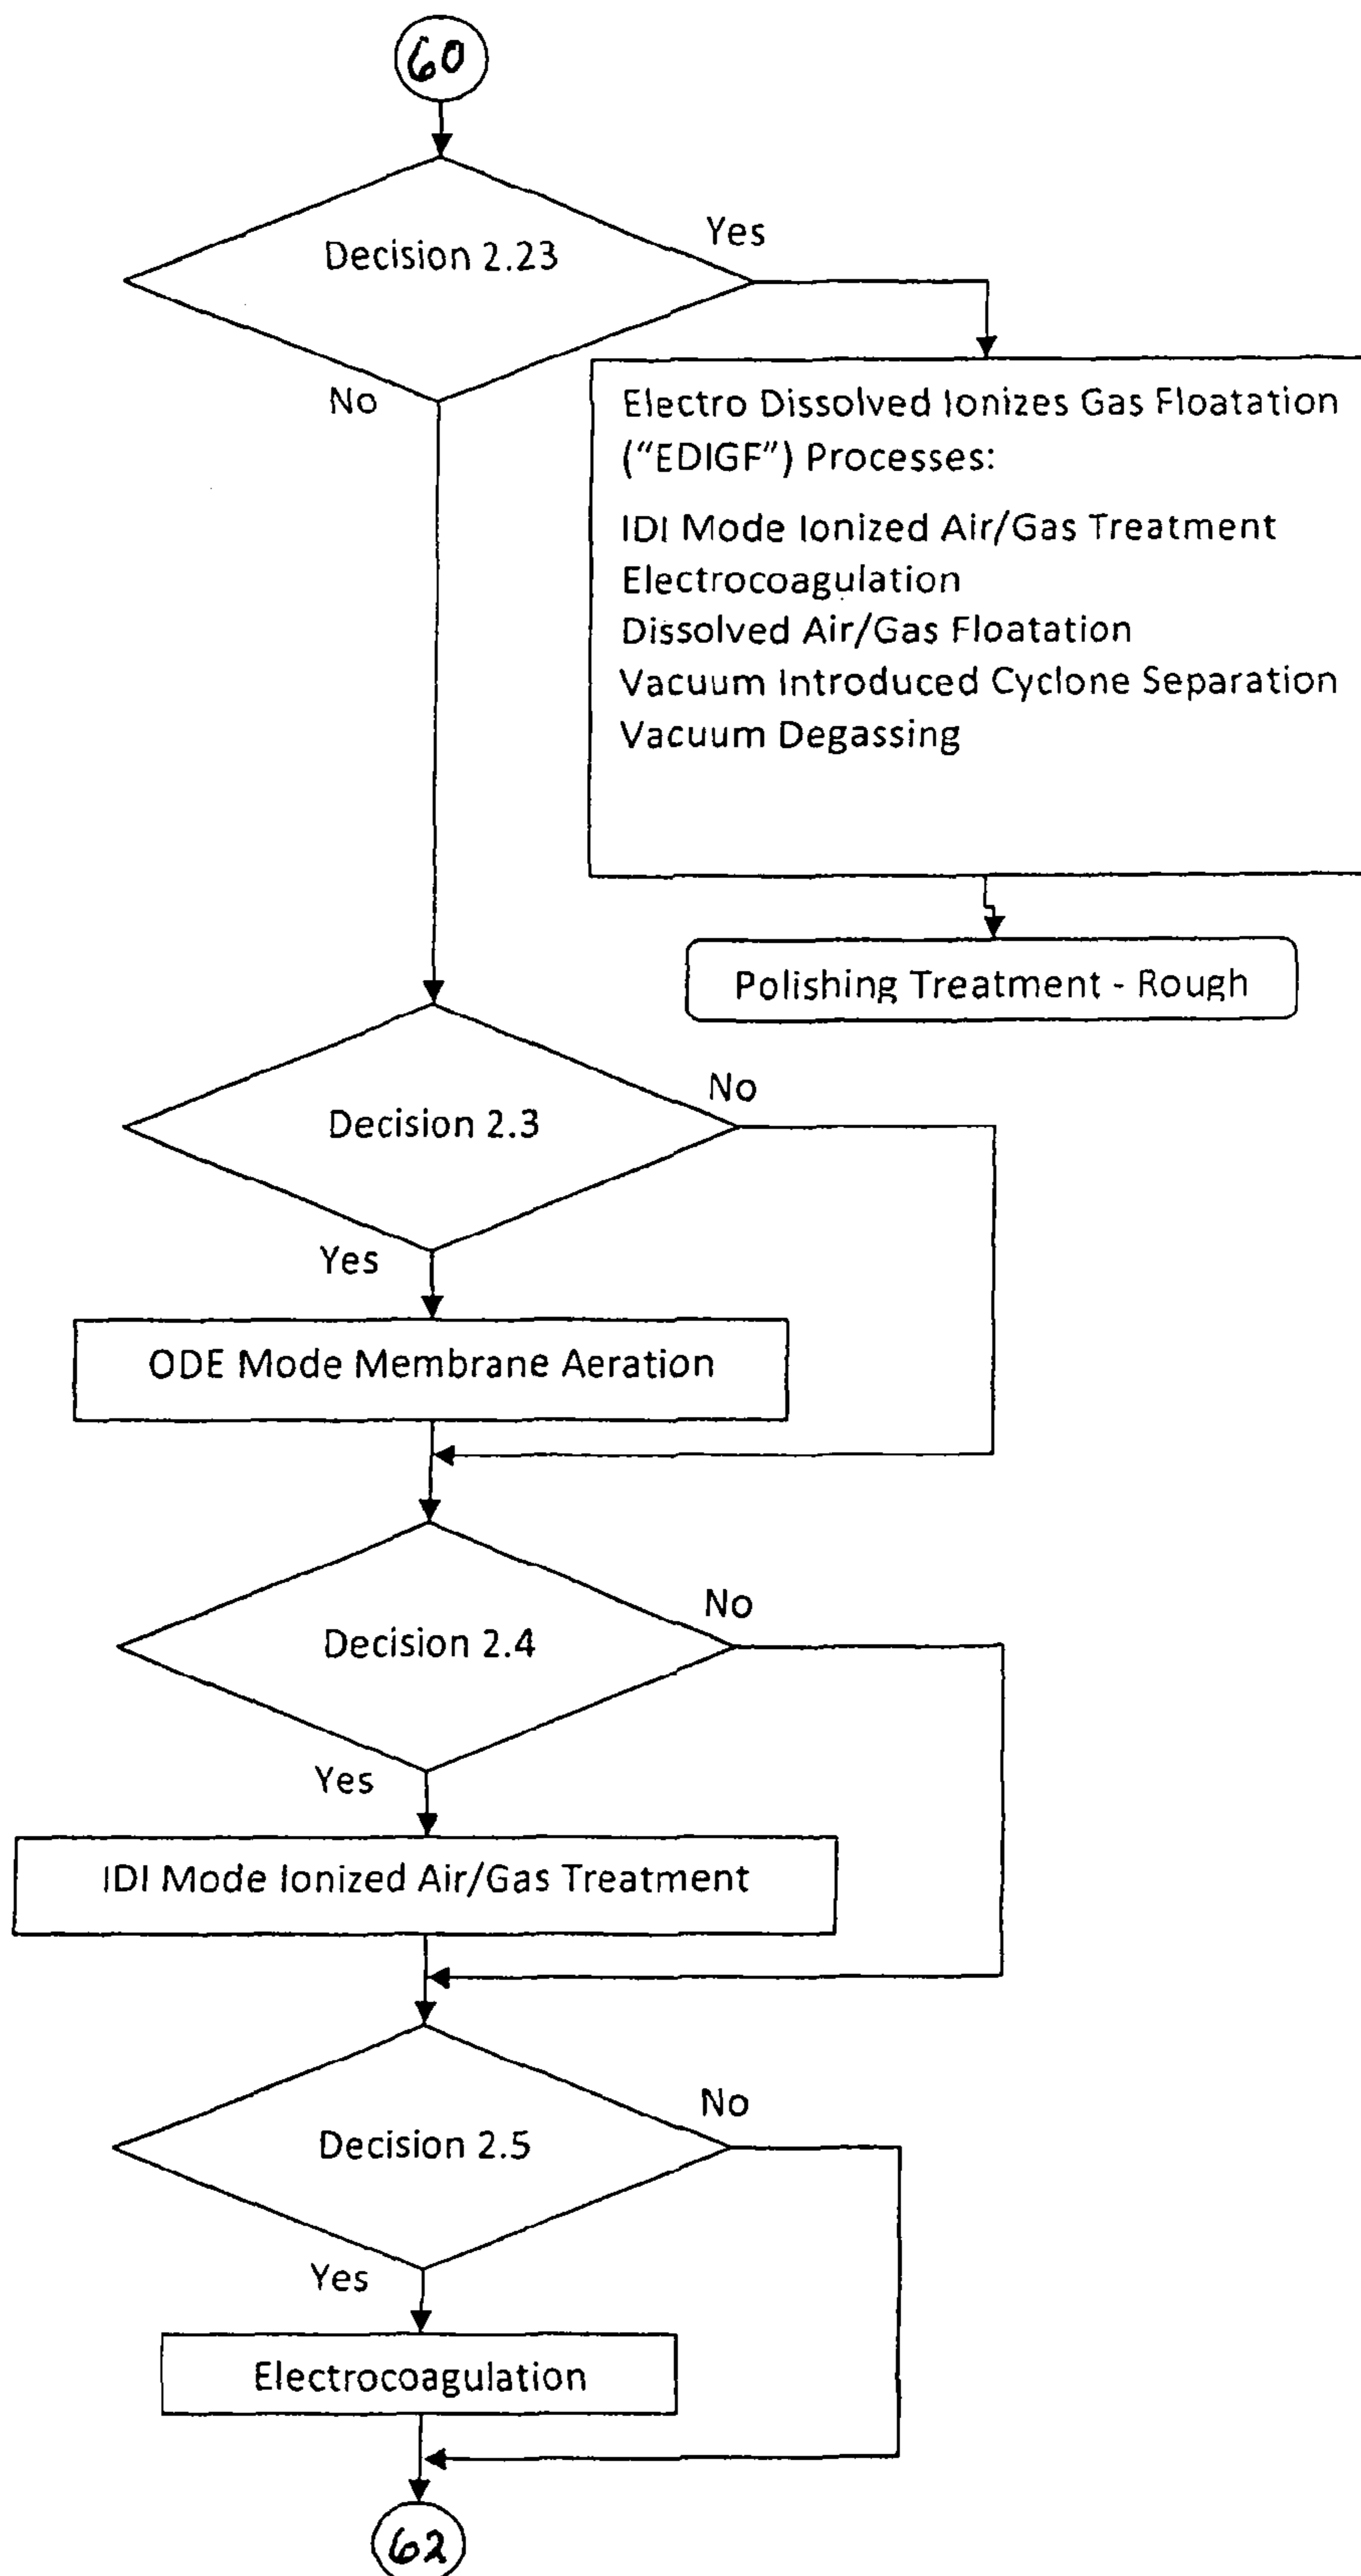 60
Decision 2.23
Yes
No
Electro Dissolved Ionizes Gas Floatation
("EDIGF") Processes:
IDI Mode Ionized Air/Gas Treatment
Electrocoagulation
Dissolved Air/Gas Floatation
Vacuum Introduced Cyclone Separation
Vacuum Degassing
Polishing Treatment - Rough
Decision 2.3
No
Yes
ODE Mode Membrane Aeration
Decision 2.4
No
Yes
IDI Mode Ionized Air/Gas Treatment
Decision 2.5
No
Yes
Electrocoagulation
62